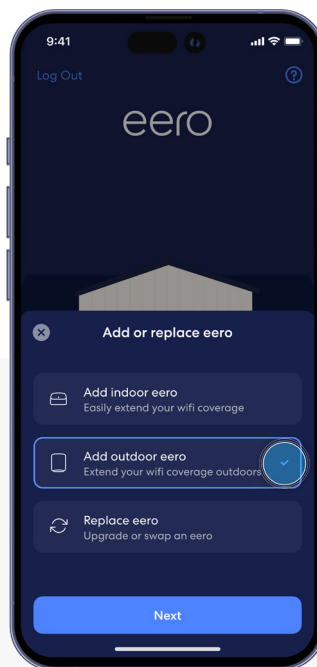 9:41
Log Out
eero
Add or replace eero
Add indoor eero
Easily extend your wifi coverage
Add outdoor eero
Extend your wifi coverage outdoors
Replace eero
Upgrade or swap an eero
Next